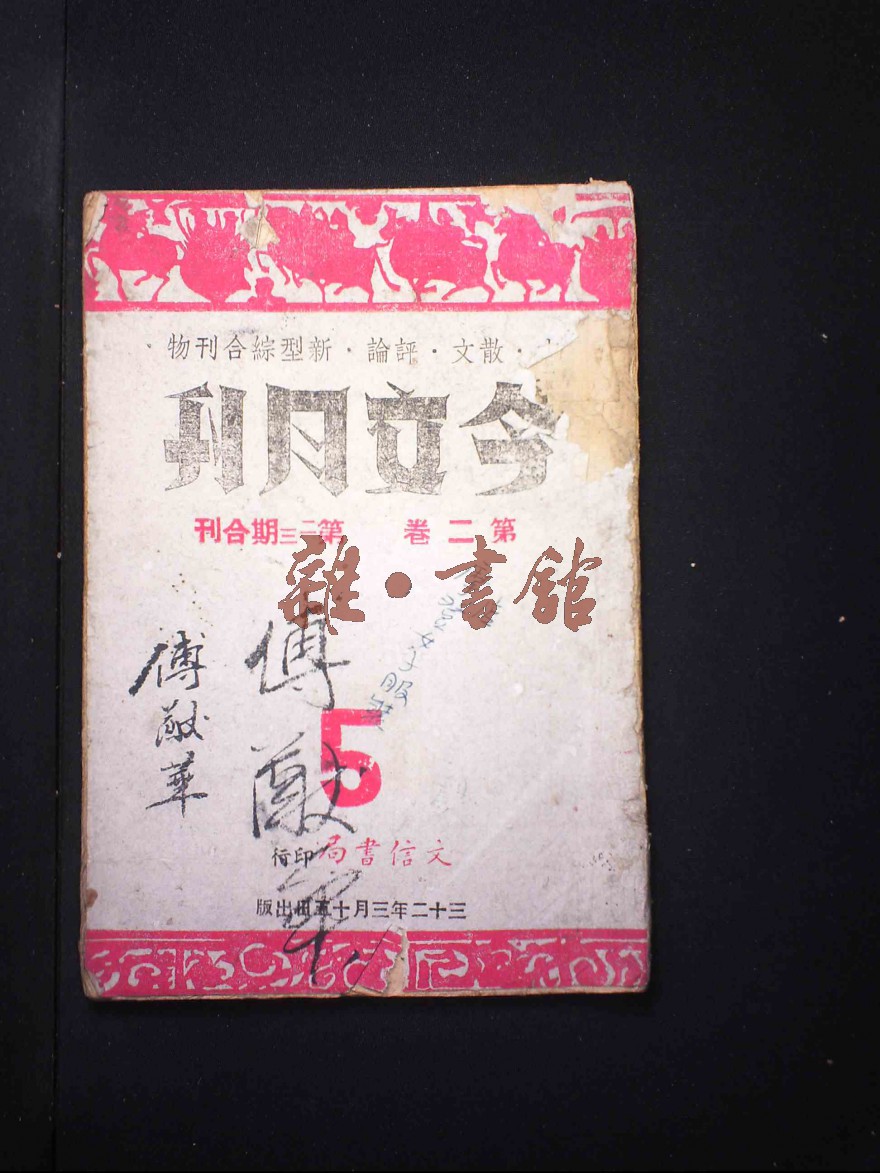 ·散文·評論·新型綜合刊物·
今文月刊
第二卷 第二三期合刊
雜·書館
傅
傅 華
5
文信書局印行
三十二年三月十五日出版